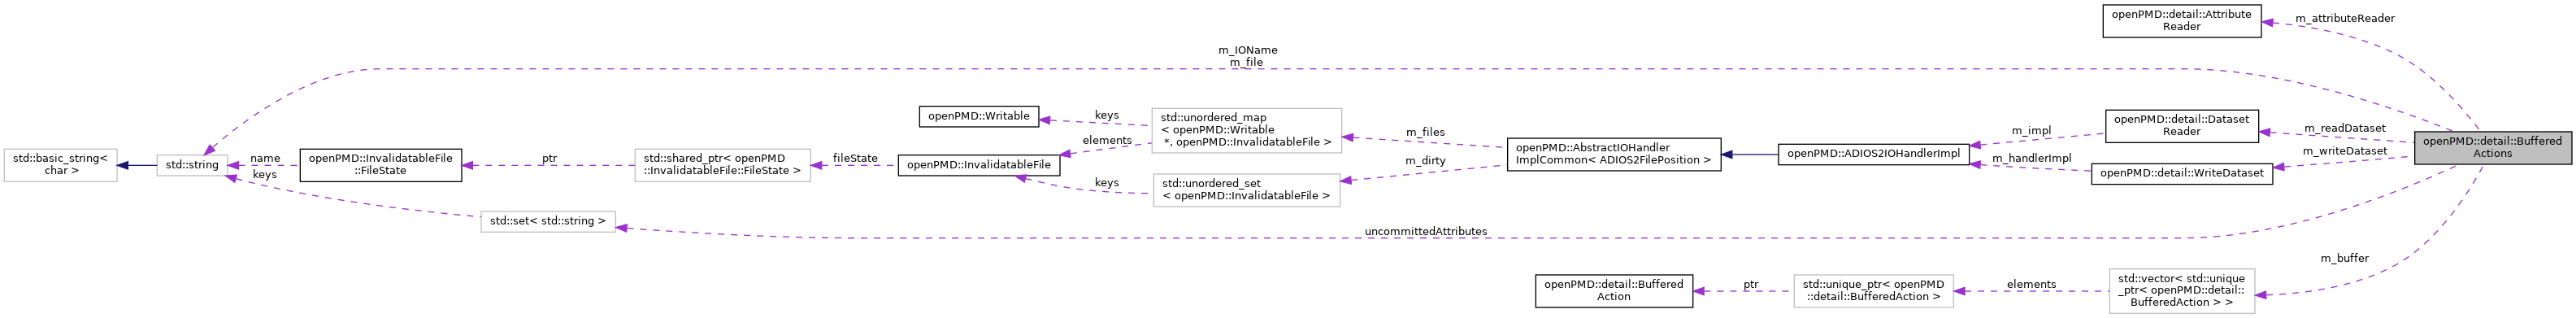 openPMD::detail::Attribute
Reader
m_attributeReader
m_IOName
m_file
std::basic_string<
char >
std::string
name
keys
openPMD::InvalidatableFile
::FileState
ptr
std::shared_ptr< openPMD
::InvalidatableFile::FileState >
fileState
openPMD::Writable
openPMD::InvalidatableFile
keys
elements
keys
std::unordered_map
< openPMD::Writable
*, openPMD::InvalidatableFile >
std::unordered_set
< openPMD::InvalidatableFile >
m_files
m_dirty
openPMD::AbstractIOHandler
ImplCommon< ADIOS2FilePosition >
openPMD::ADIOS2IOHandlerImpl
m_impl
m_handlerImpl
openPMD::detail::Dataset
Reader
openPMD::detail::WriteDataset
m_readDataset
m_writeDataset
openPMD::detail::Buffered
Actions
std::set< std::string >
uncommittedAttributes
openPMD::detail::Buffered
Action
ptr
std::unique_ptr< openPMD
::detail::BufferedAction >
elements
std::vector< std::unique
_ptr< openPMD::detail::
BufferedAction > >
m_buffer